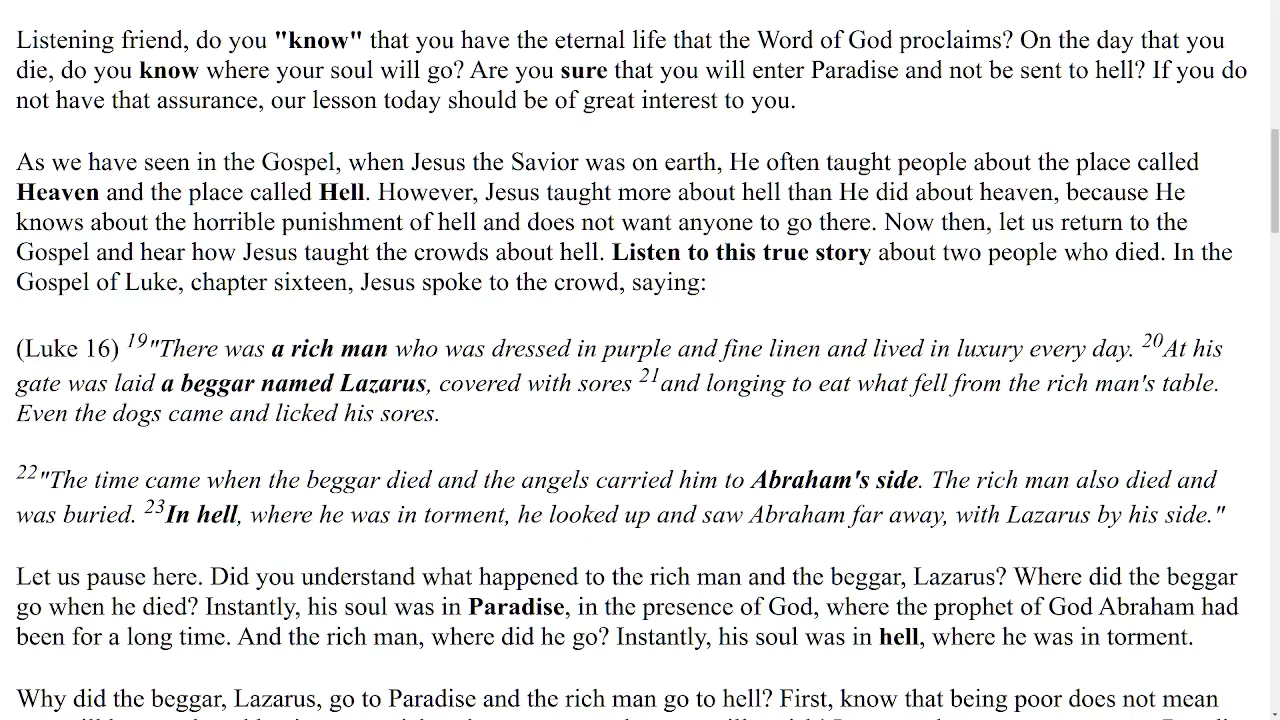 Listening friend, do you "know" that you have the eternal life that the Word of God proclaims? On the day that you
die, do you know where your soul will go? Are you sure that you will enter Paradise and not be sent to hell? If you do
not have that assurance, our lesson today should be of great interest to you.
As we have seen in the Gospel, when Jesus the Savior was on earth, He often taught people about the place called
Heaven and the place called Hell. However, Jesus taught more about hell than He did about heaven, because He
knows about the horrible punishment of hell and does not want anyone to go there. Now then, let us return to the
Gospel and hear how Jesus taught the crowds about hell. Listen to this true story about two people who died. In the
Gospel of Luke, chapter sixteen, Jesus spoke to the crowd, saying:
(Luke 16) 19"There was a rich man who was dressed in purple and fine linen and lived in luxury every day. 20At his
gate was laid a beggar named Lazarus, covered with sores 21and longing to eat what fell from the rich man's table.
Even the dogs came and licked his sores.
22"The time came when the beggar died and the angels carried him to Abraham's side. The rich man also died and
was buried. 23In hell, where he was in torment, he looked up and saw Abraham far away, with Lazarus by his side."
Let us pause here. Did you understand what happened to the rich man and the beggar, Lazarus? Where did the beggar
go when he died? Instantly, his soul was in Paradise, in the presence of God, where the prophet of God Abraham had
been for a long time. And the rich man, where did he go? Instantly, his soul was in hell, where he was in torment.
Why did the beggar, Lazarus, go to Paradise and the rich man go to hell? First, know that being poor does not mean